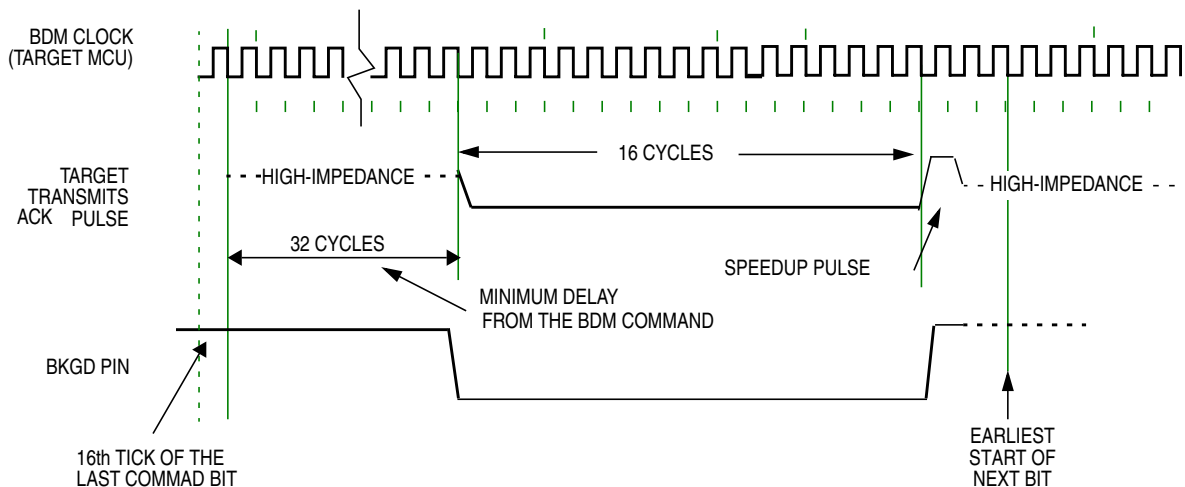 BDM CLOCK
(TARGET MCU)
16 CYCLES
TARGET
TRANSMITS
ACK PULSE
HIGH-IMPEDANCE
HIGH-IMPEDANCE
32 CYCLES
SPEEDUP PULSE
MINIMUM DELAY
FROM THE BDM COMMAND
BKGD PIN
16th TICK OF THE
LAST COMMAD BIT
EARLIEST
START OF
NEXT BIT